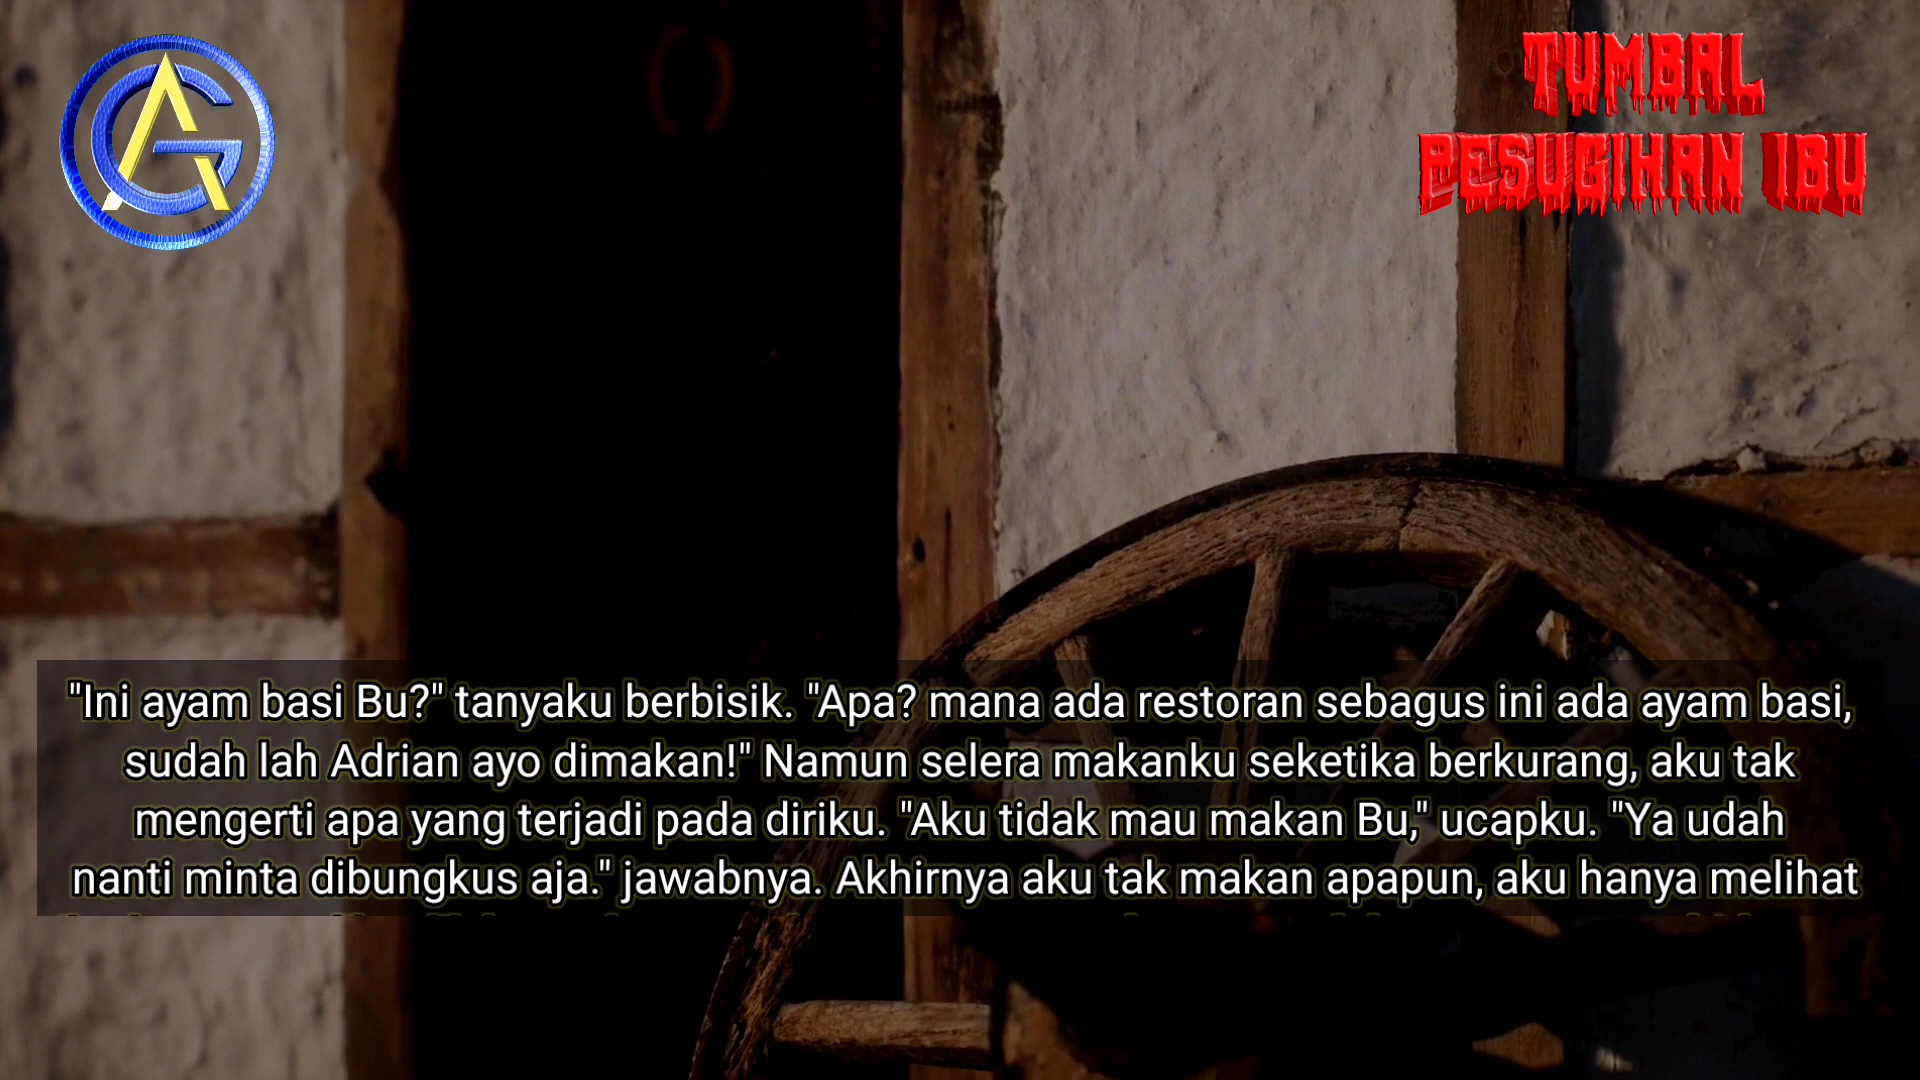 TUMBAL
PESUGIHAN IBU
"Ini ayam basi Bu?" tanyaku berbisik. "Apa? mana ada restoran sebagus ini ada ayam basi,
sudah lah Adrian ayo dimakan!" Namun selera makanku seketika berkurang, aku tak
mengerti apa yang terjadi pada diriku. "Aku tidak mau makan Bu," ucapku. "Ya udah
nanti minta dibungkus aja." jawabnya. Akhirnya aku tak makan apapun, aku hanya melihat